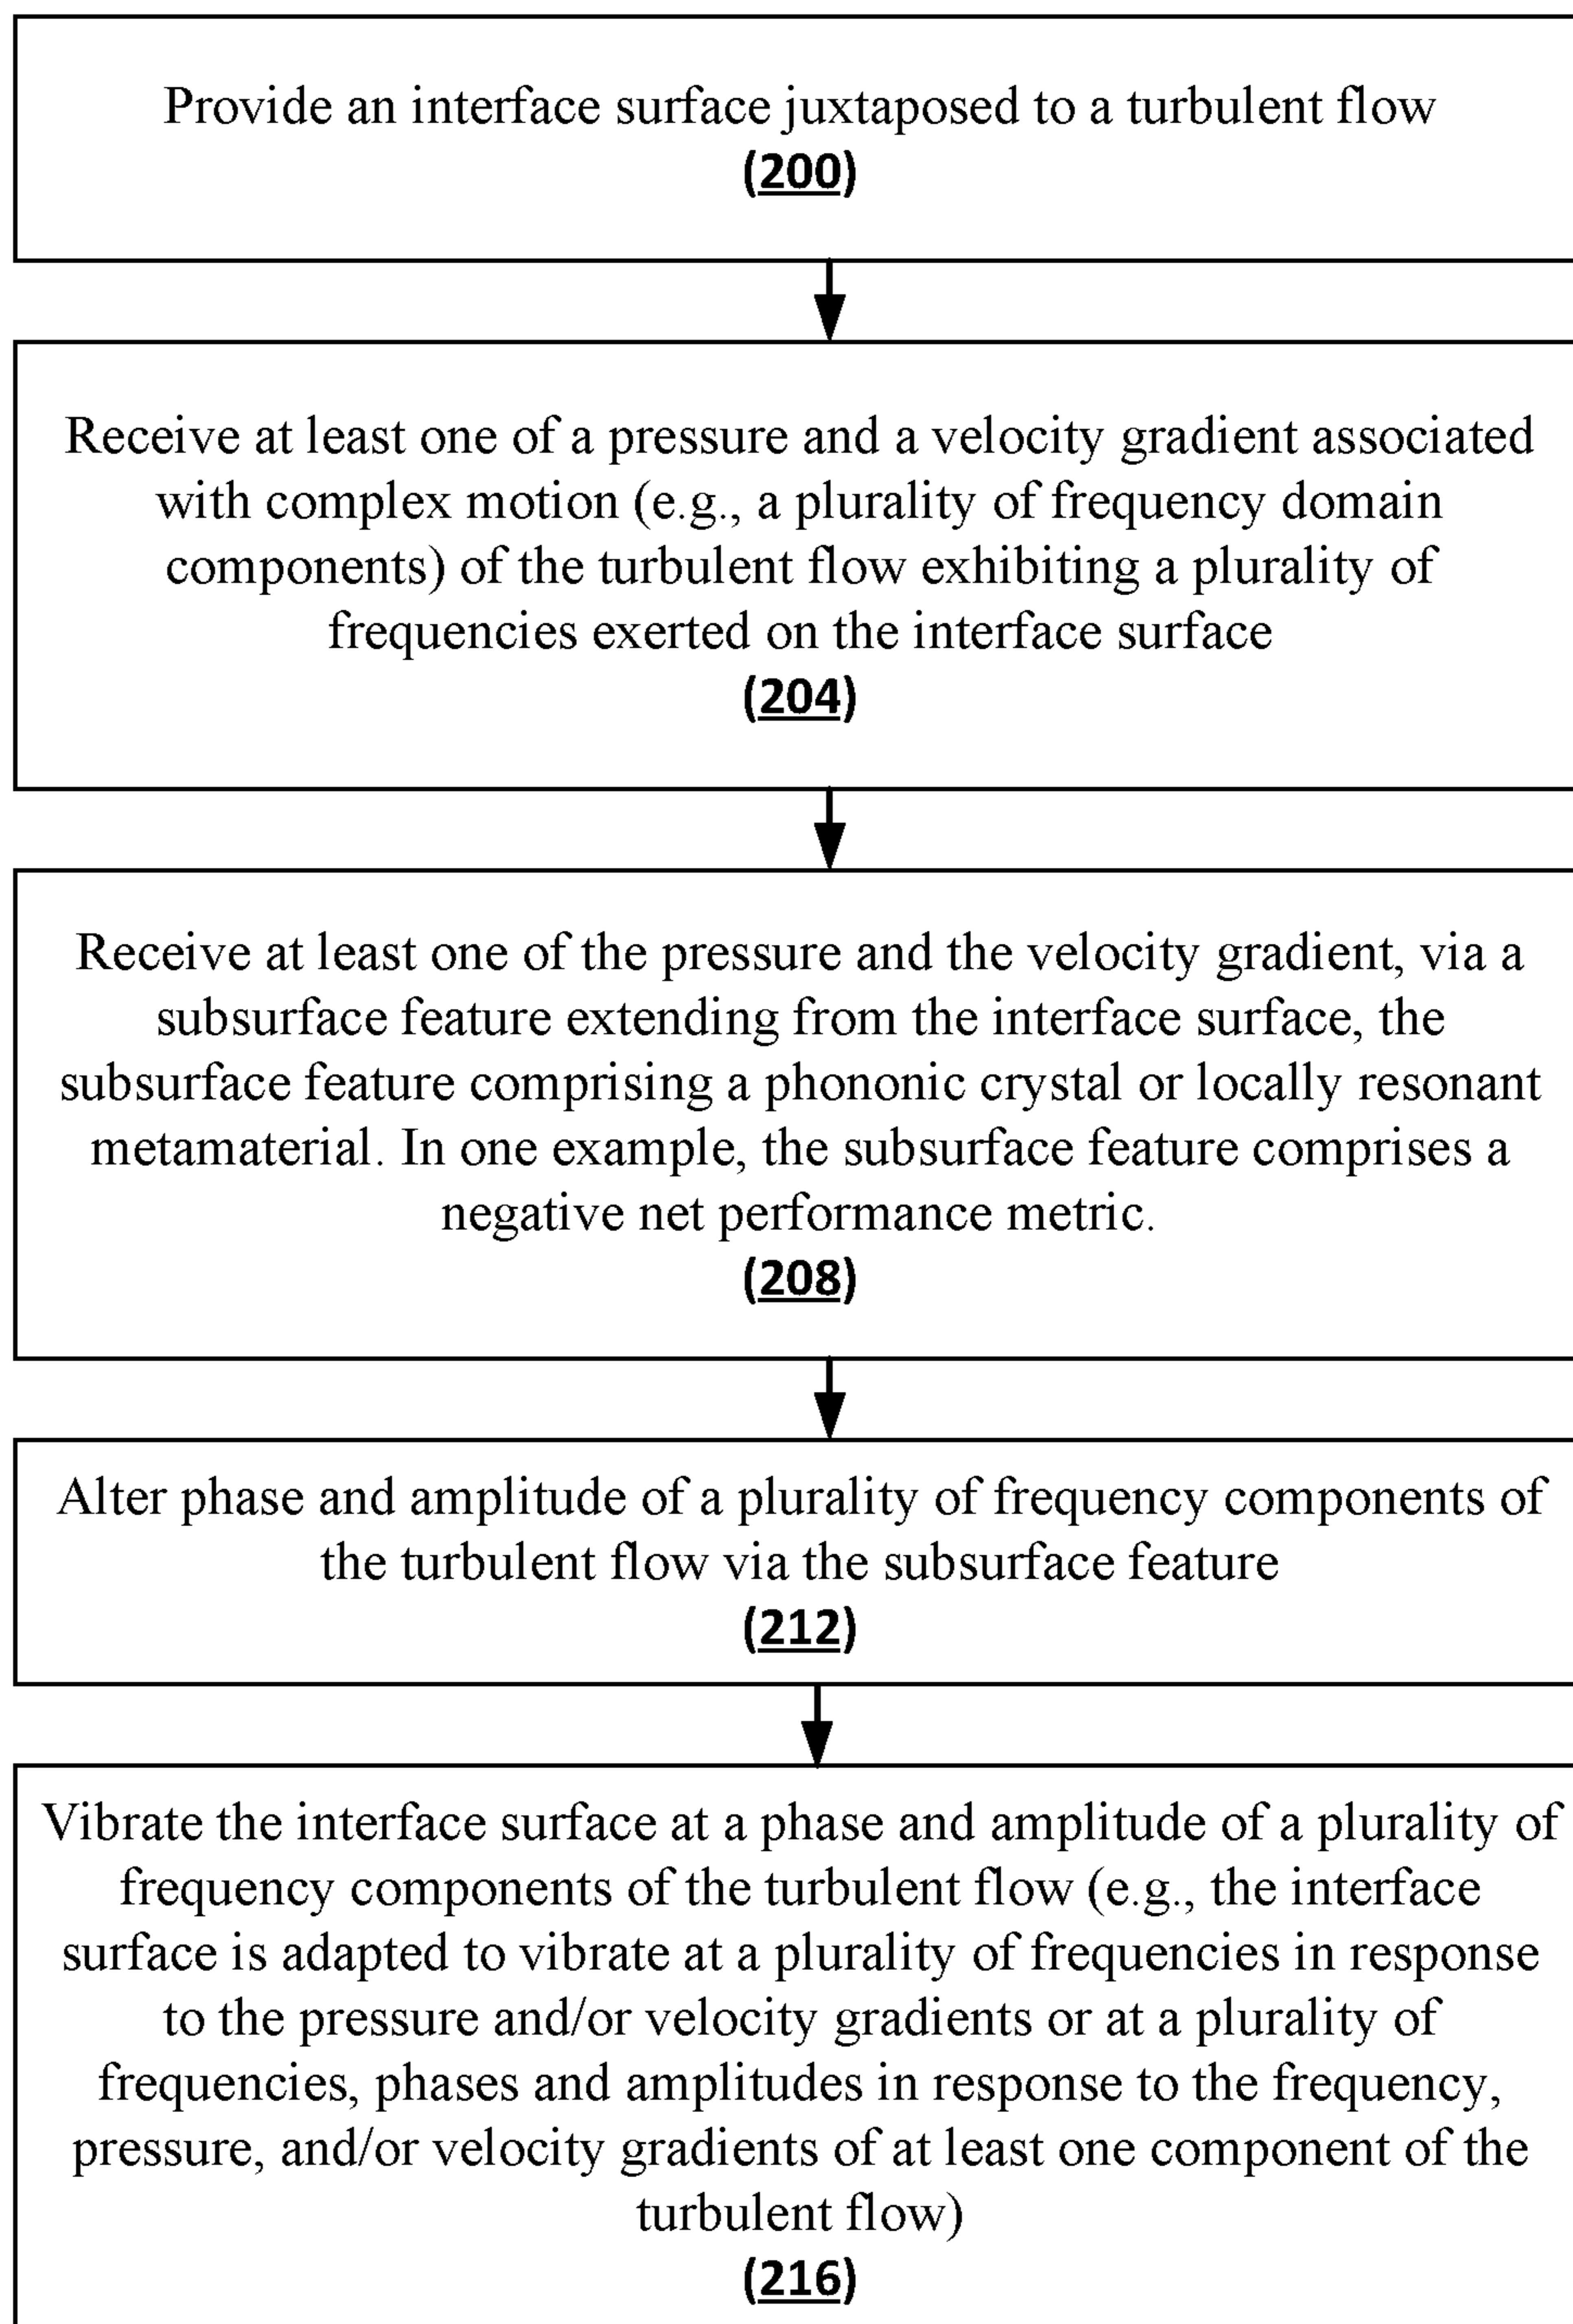 Provide an interface surface juxtaposed to a turbulent flow
(200)
Receive at least one of a pressure and a velocity gradient associated
with complex motion (e.g., a plurality of frequency domain
components) of the turbulent flow exhibiting a plurality of
frequencies exerted on the interface surface
(204)
Receive at least one of the pressure and the velocity gradient, via a
subsurface feature extending from the interface surface, the
subsurface feature comprising a phononic crystal or locally resonant
metamaterial. In one example, the subsurface feature comprises a
negative net performance metric.
(208)
Alter phase and amplitude of a plurality of frequency components of
the turbulent flow via the subsurface feature
(212)
Vibrate the interface surface at a phase and amplitude of a plurality of
frequency components of the turbulent flow (e.g., the interface
surface is adapted to vibrate at a plurality of frequencies in response
to the pressure and/or velocity gradients or at a plurality of
frequencies, phases and amplitudes in response to the frequency,
pressure, and/or velocity gradients of at least one component of the
turbulent flow)
(216)